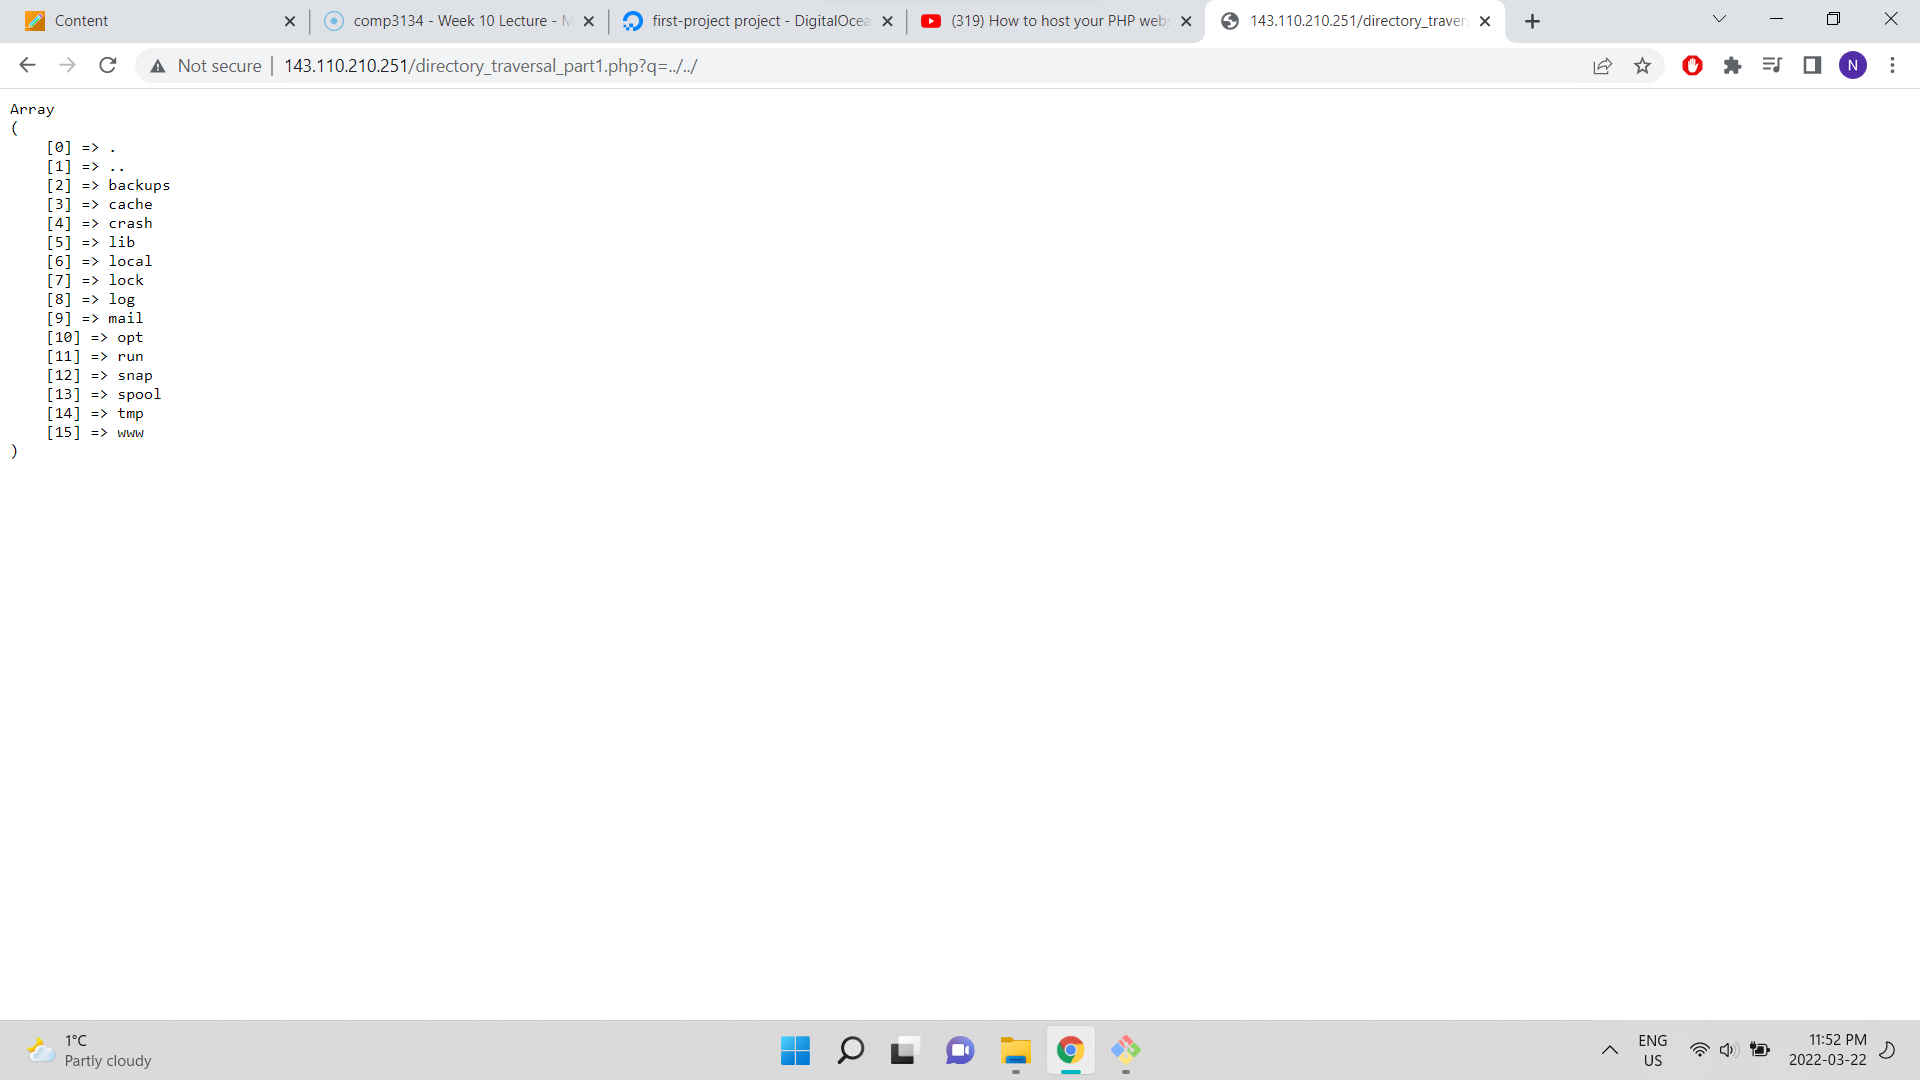 Content
comp3134 - Week 10 Lecture - M
first-project project - DigitalOcea
(319) How to host your PHP webs
143.110.210.251/directory_traver
Not secure
143.110.210.251/directory_traversal_part1.php?q=../../
N
Array
(
[0] => .
[1] => ..
[2] => backups
[3] => cache
[4] => crash
[5] => lib
[6] => local
[7] => lock
[8] => log
[9] => mail
[10] => opt
[11] => run
[12] => snap
[13] => spool
[14] => tmp
[15] => www
)
1°C
Partly cloudy
ENG
US
11:52 PM
2022-03-22